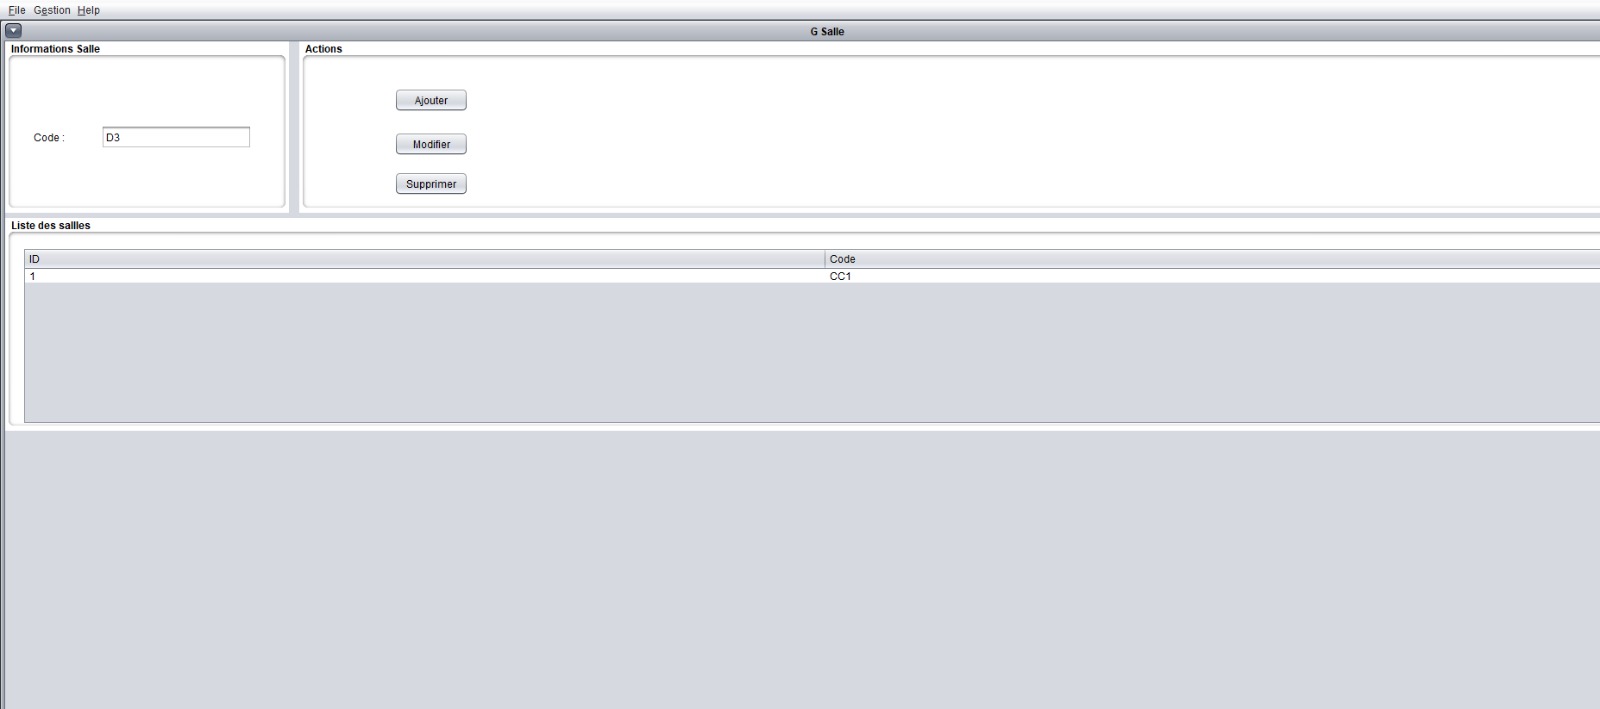 File Gestion Help
G Salle
Informations Salle
Actions
Ajouter
Code :
D3
Modifier
Supprimer
Liste des sallles
ID Code
1 CC1